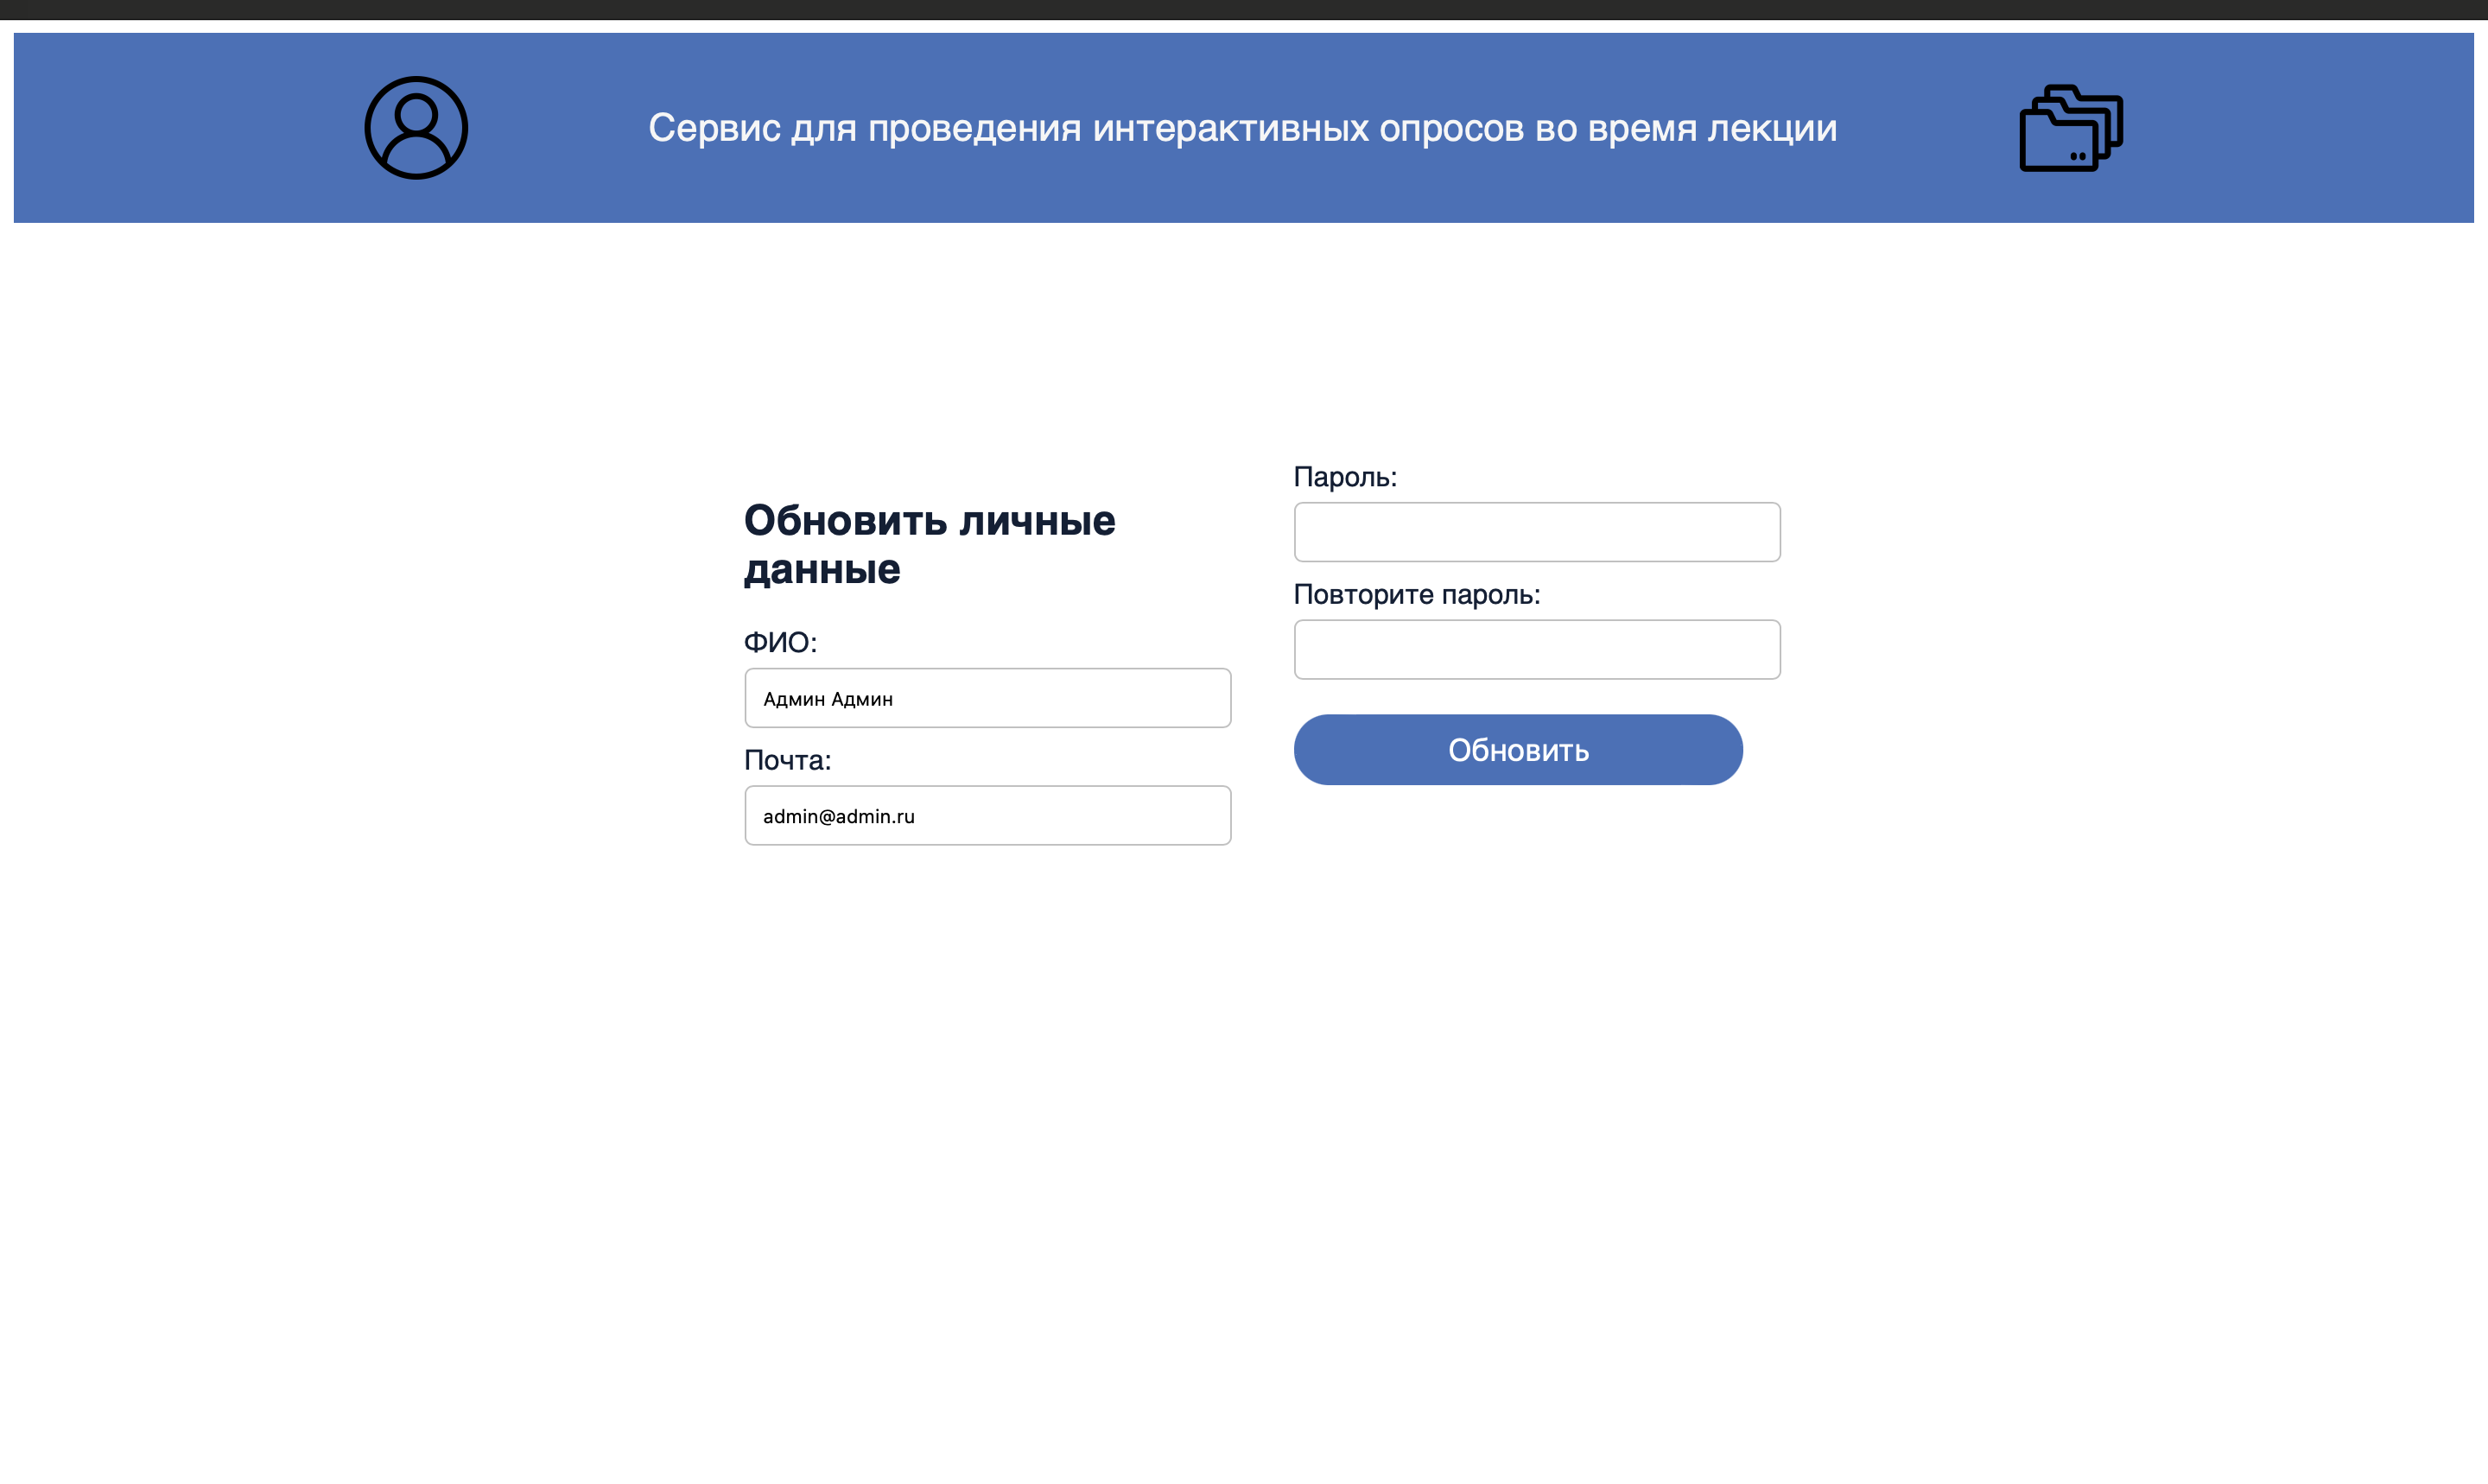 Сервис для проведения интерактивных опросов во время лекции
Обновить личные
данные
ФИО:
Админ Админ
Почта:
admin@admin.ru
Пароль:
Повторите пароль:
Обновить